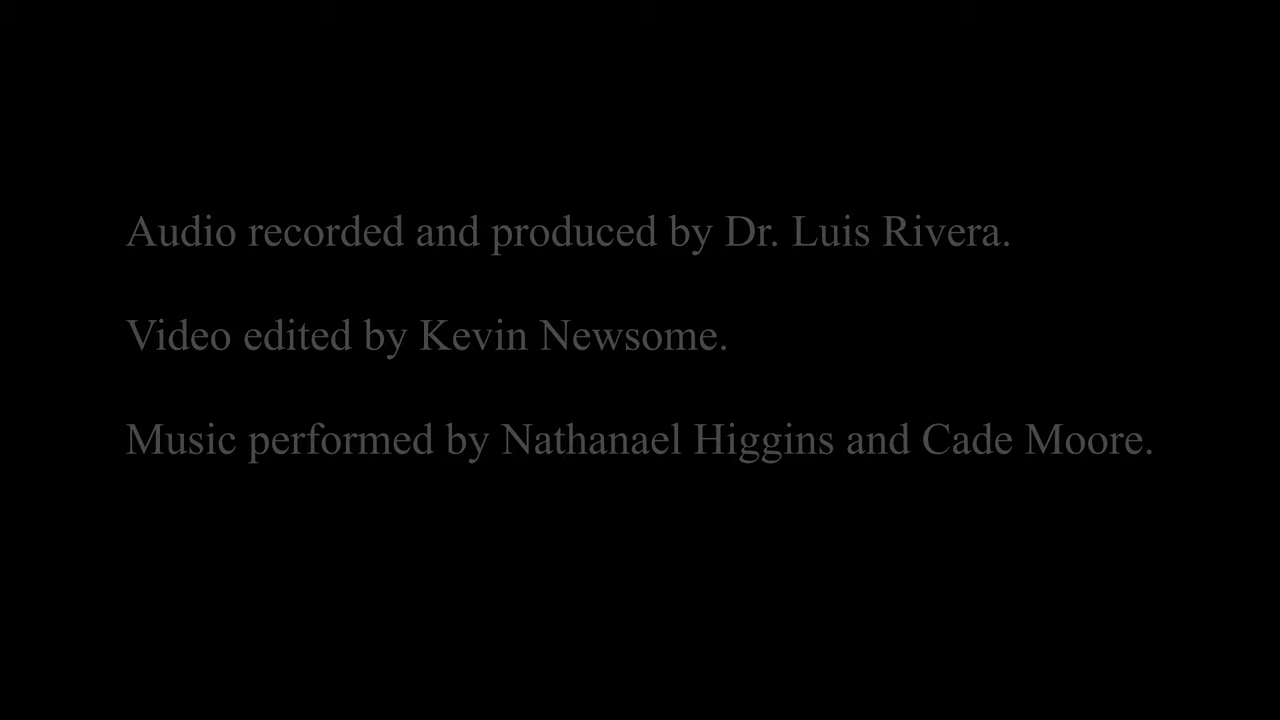 Audio recorded and produced by Dr. Luis Rivera.
Video edited by Kevin Newsome.
Music performed by Nathanael Higgins and Cade Moore.